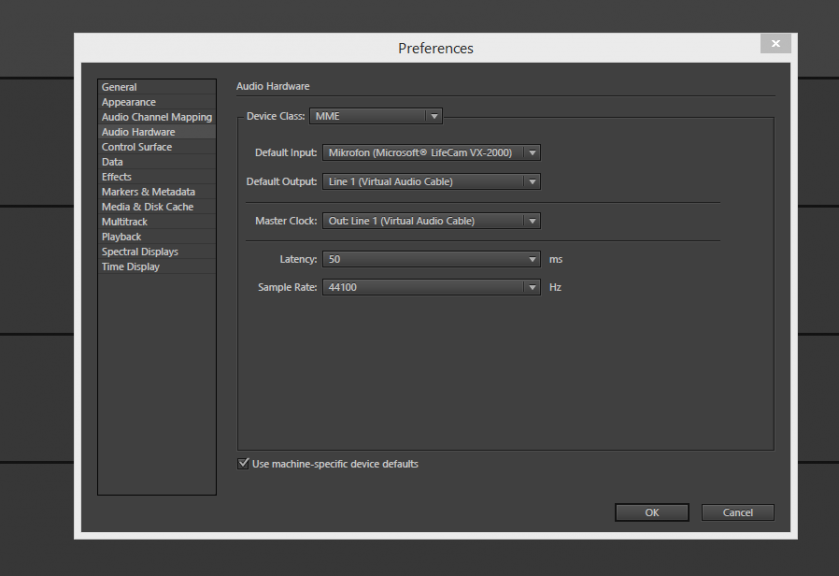 Preferences
General
Appearance
Audio Channel Mapping
Audio Hardware
Control Surface
Data
Effects
Markers & Metadata
Media & Disk Cache
Multitrack
Playback
Spectral Displays
Time Display
Audio Hardware
Device Class: MME
Default Input: Mikrofon (Microsoft® LifeCam VX-2000)
Default Output: Line 1 (Virtual Audio Cable)
Master Clock: Out: Line 1 (Virtual Audio Cable)
Latency: 50 ms
Sample Rate: 44100 Hz
Use machine-specific device defaults
OK Cancel